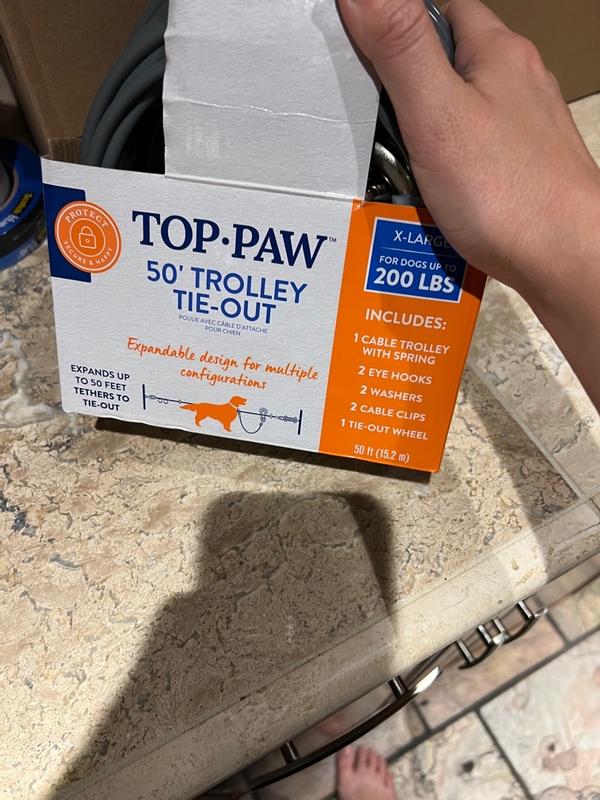 PROTECT
SECURE & HAPPY
TOP·PAW™
50' TROLLEY
TIE-OUT
POULIE AVEC CÂBLE D'ATTACHE
POUR CHIEN
Expandable design for multiple
configurations
EXPANDS UP
TO 50 FEET
TETHERS TO
TIE-OUT
X-LARGE
FOR DOGS UP TO
200 LBS
INCLUDES:
1 CABLE TROLLEY
WITH SPRING
2 EYE HOOKS
2 WASHERS
2 CABLE CLIPS
1 TIE-OUT WHEEL
50 ft (15.2 m)